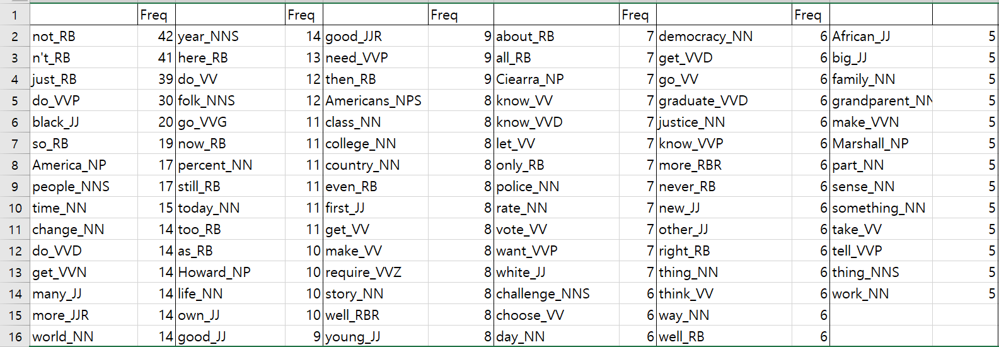 1 Freq Freq Freq Freq Freq
2 not_RB 42 year_NNS 14 good_JJR 9 about_RB 7 democracy_NN 6 African_JJ 5
3 n't_RB 41 here_RB 13 need_VVP 9 all_RB 7 get_VVD 6 big_JJ 5
4 just_RB 39 do_VV 12 then_RB 9 Ciearra_NP 7 go_VV 6 family_NN 5
5 do_VVP 30 folk_NNS 12 Americans_NPS 8 know_VV 7 graduate_VVD 6 grandparent_NN 5
6 black_JJ 20 go_VVG 11 class_NN 8 know_VVD 7 justice_NN 6 make_VVN 5
7 so_RB 19 now_RB 11 college_NN 8 let_VV 7 know_VVP 6 Marshall_NP 5
8 America_NP 17 percent_NN 11 country_NN 8 only_RB 7 more_RBR 6 part_NN 5
9 people_NNS 17 still_RB 11 even_RB 8 police_NN 7 never_RB 6 sense_NN 5
10 time_NN 15 today_NN 11 first_JJ 8 rate_NN 7 new_JJ 6 something_NN 5
11 change_NN 14 too_RB 11 get_VV 8 vote_VV 7 other_JJ 6 take_VV 5
12 do_VVD 14 as_RB 10 make_VV 8 want_VVP 7 right_RB 6 tell_VVP 5
13 get_VVN 14 Howard_NP 10 require_VVZ 8 white_JJ 7 thing_NN 6 thing_NNS 5
14 many_JJ 14 life_NN 10 story_NN 8 challenge_NNS 6 think_VV 6 work_NN 5
15 more_JJR 14 own_JJ 10 well_RBR 8 choose_VV 6 way_NN 6
16 world_NN 14 good_JJ 9 young_JJ 8 day_NN 6 well_RB 6